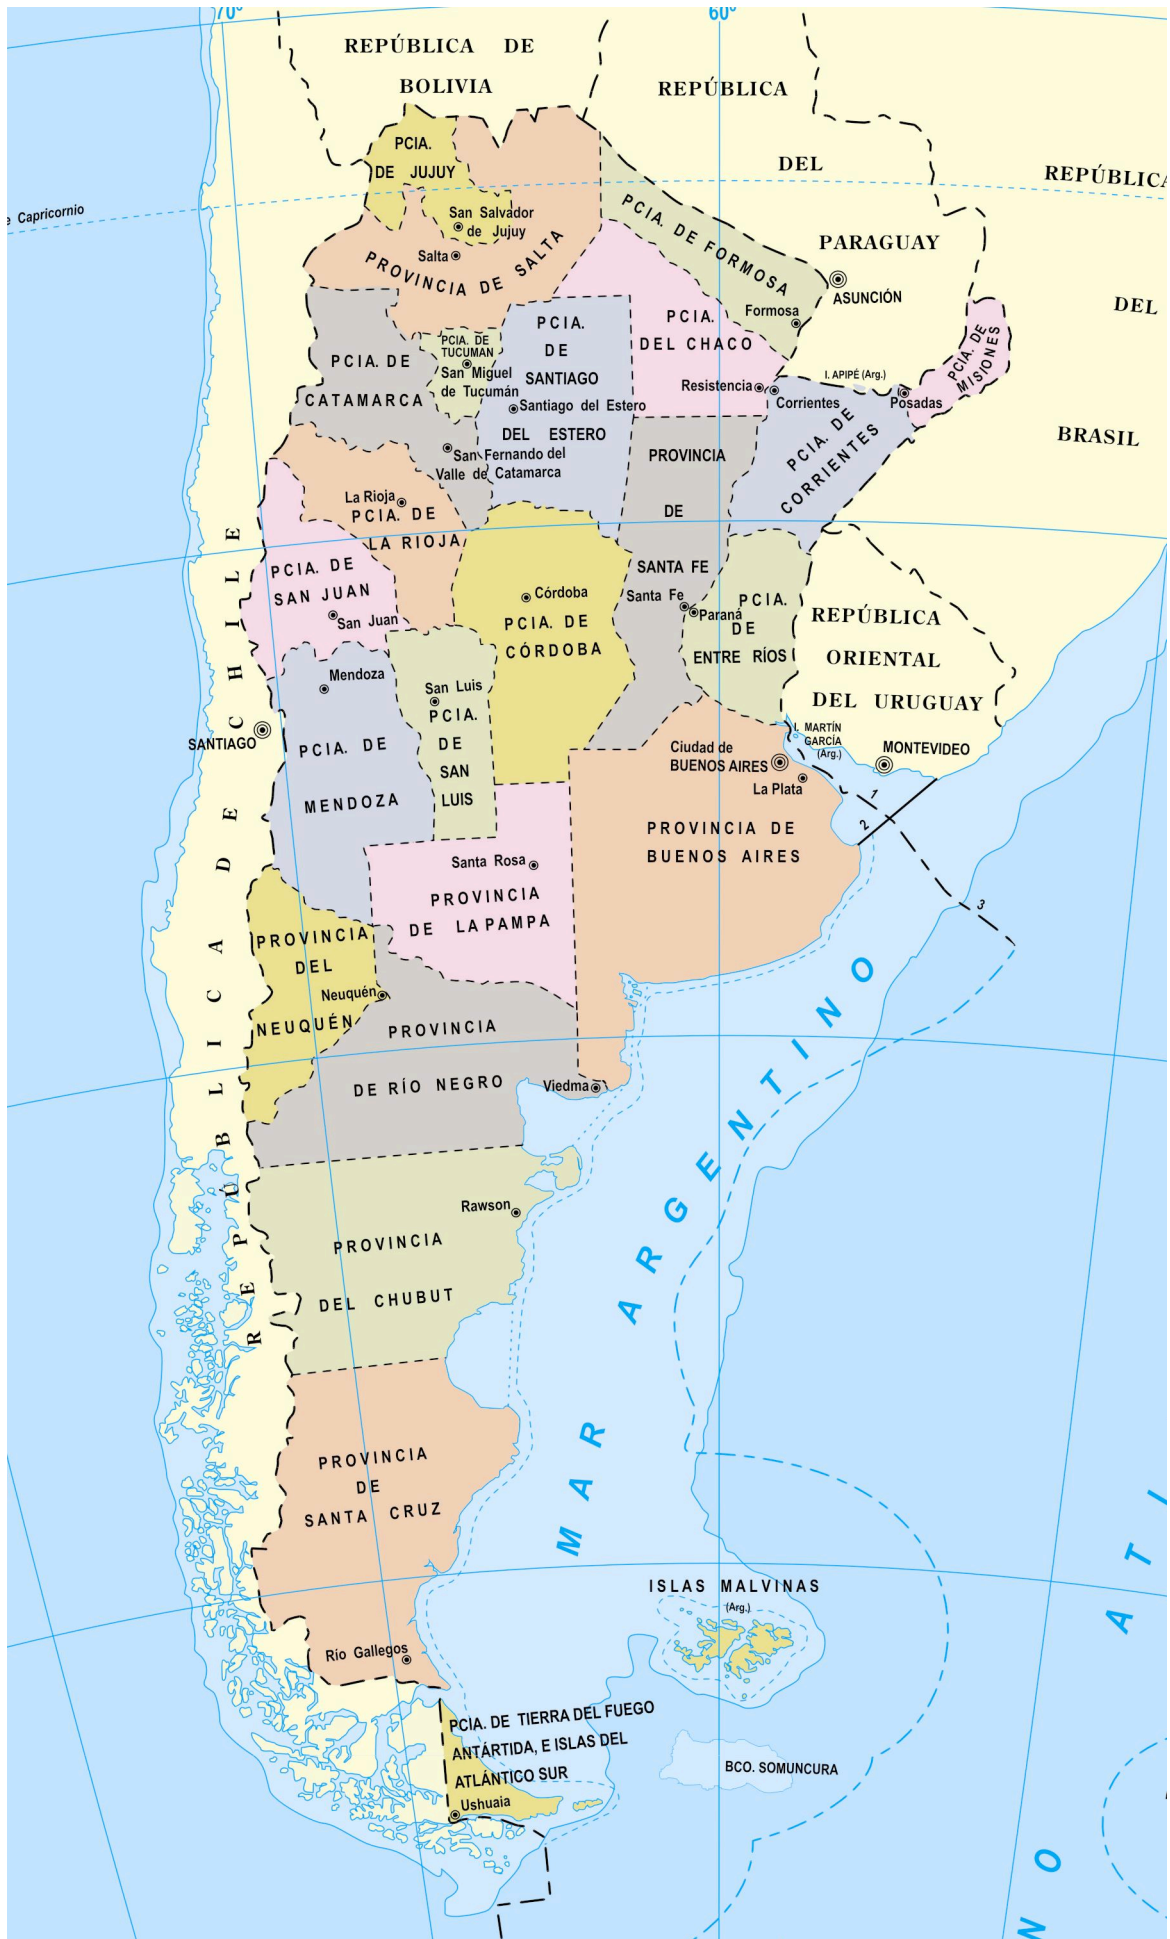 70°
60°
REPÚBLICA DE
BOLIVIA
REPÚBLICA
DEL
PARAGUAY
ASUNCIÓN
REPÚBLICA
DEL
BRASIL
e Capricornio
PCIA.
DE JUJUY
San Salvador
de Jujuy
Salta
PROVINCIA DE SALTA
PCIA. DE FORMOSA
Formosa
PCIA.
DEL CHACO
Resistencia
Corrientes
I. APIPÉ (Arg.)
Posadas
PCIA. DE
MISIONES
PCIA. DE
CORRIENTES
PCIA. DE
TUCUMAN
San Miguel
de Tucumán
PCIA.
DE
SANTIAGO
Santiago del Estero
DEL ESTERO
PCIA. DE
CATAMARCA
San Fernando del
Valle de Catamarca
La Rioja
PCIA. DE
LA RIOJA
PCIA. DE
SAN JUAN
San Juan
PROVINCIA
DE
SANTA FE
Santa Fe
Paraná
PCIA.
DE
ENTRE RÍOS
Córdoba
PCIA. DE
CÓRDOBA
REPÚBLICA
ORIENTAL
DEL URUGUAY
MONTEVIDEO
I. MARTÍN
GARCÍA
(Arg.)
Mendoza
PCIA. DE
MENDOZA
San Luis
PCIA.
DE
SAN
LUIS
SANTIAGO
REPÚBLICA DE CHILE
Ciudad de
BUENOS AIRES
La Plata
PROVINCIA DE
BUENOS AIRES
1
2
3
Santa Rosa
PROVINCIA
DE LA PAMPA
PROVINCIA
DEL
Neuquén
NEUQUÉN
PROVINCIA
DE RÍO NEGRO
Viedma
Rawson
PROVINCIA
DEL CHUBUT
PROVINCIA
DE
SANTA CRUZ
Río Gallegos
MAR ARGENTINO
ISLAS MALVINAS
(Arg.)
PCIA. DE TIERRA DEL FUEGO
ANTÁRTIDA, E ISLAS DEL
ATLÁNTICO SUR
Ushuaia
BCO. SOMUNCURA
NO ATI